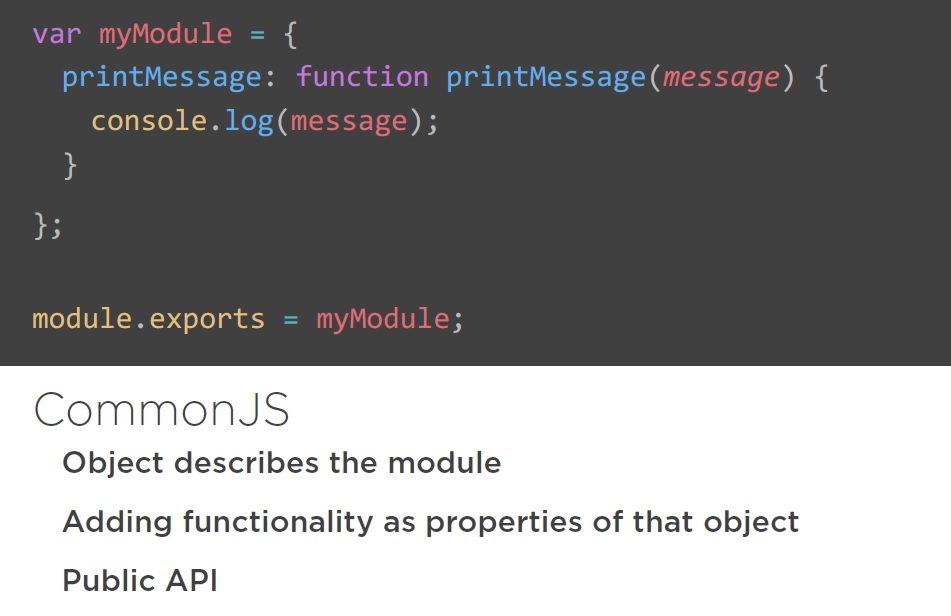 var myModule = {
  printMessage: function printMessage(message) {
    console.log(message);
  }
};
module.exports = myModule;
CommonJS
Object describes the module
Adding functionality as properties of that object
Public API